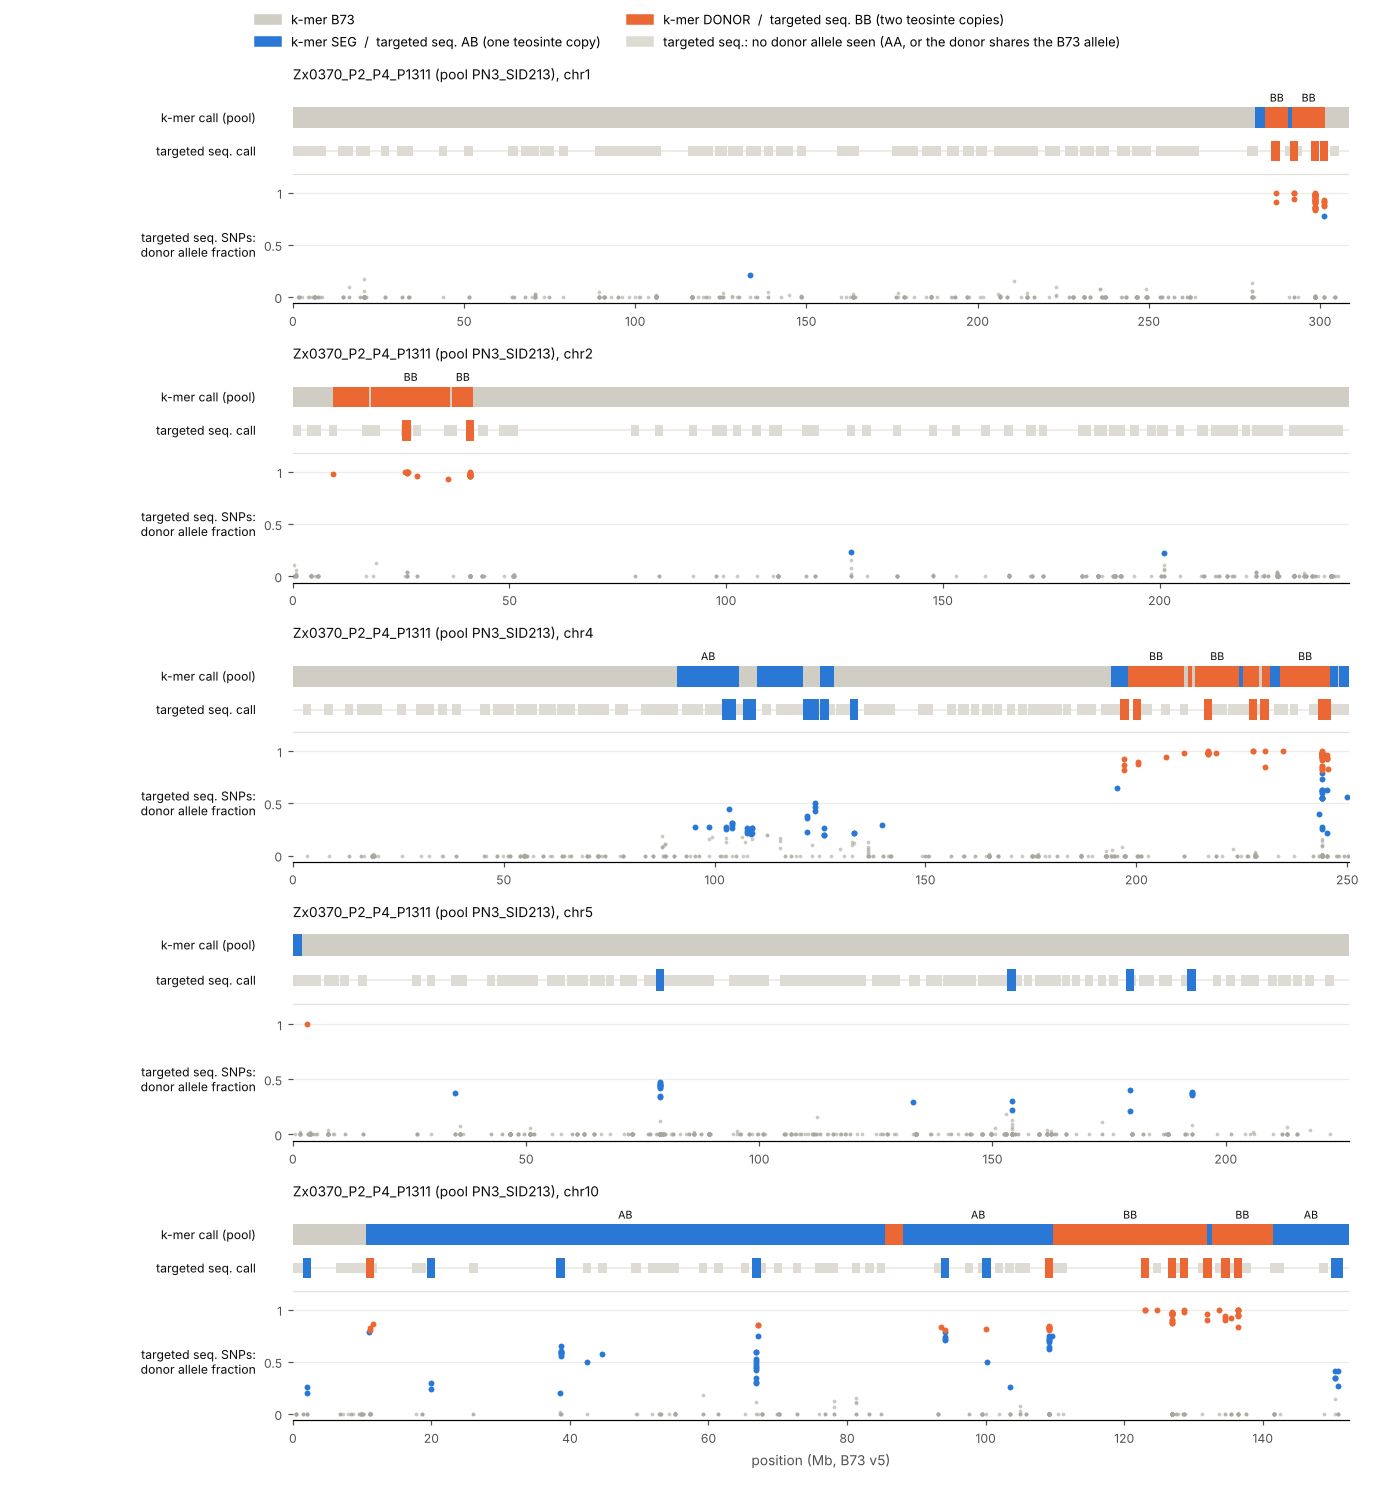 k-mer B73
k-mer DONOR / targeted seq. BB (two teosinte copies)
k-mer SEG / targeted seq. AB (one teosinte copy)
targeted seq.: no donor allele seen (AA, or the donor shares the B73 allele)
Zx0370_P2_P4_P1311 (pool PN3_SID213), chr1
BB BB
k-mer call (pool)
targeted seq. call
1
targeted seq. SNPs:
donor allele fraction
0.5
0
0 50 100 150 200 250 300
Zx0370_P2_P4_P1311 (pool PN3_SID213), chr2
BB BB
k-mer call (pool)
targeted seq. call
1
targeted seq. SNPs:
donor allele fraction
0.5
0
0 50 100 150 200
Zx0370_P2_P4_P1311 (pool PN3_SID213), chr4
AB BB BB BB
k-mer call (pool)
targeted seq. call
1
targeted seq. SNPs:
donor allele fraction
0.5
0
0 50 100 150 200 250
Zx0370_P2_P4_P1311 (pool PN3_SID213), chr5
k-mer call (pool)
targeted seq. call
1
targeted seq. SNPs:
donor allele fraction
0.5
0
0 50 100 150 200
Zx0370_P2_P4_P1311 (pool PN3_SID213), chr10
AB AB BB BB AB
k-mer call (pool)
targeted seq. call
1
targeted seq. SNPs:
donor allele fraction
0.5
0
0 20 40 60 80 100 120 140
position (Mb, B73 v5)